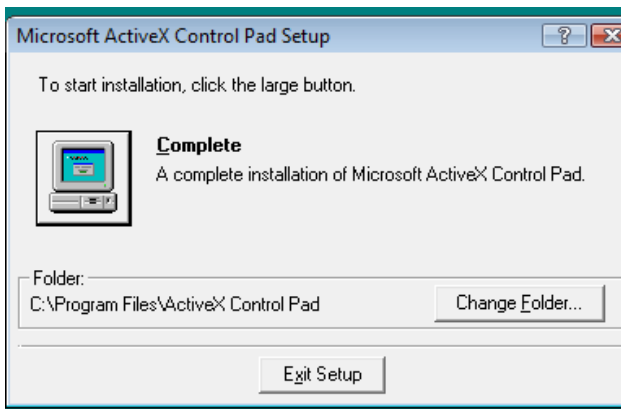 Microsoft ActiveX Control Pad Setup
To start installation, click the large button.
Complete
A complete installation of Microsoft ActiveX Control Pad.
Folder:
C:\Program Files\ActiveX Control Pad
Change Folder...
Exit Setup